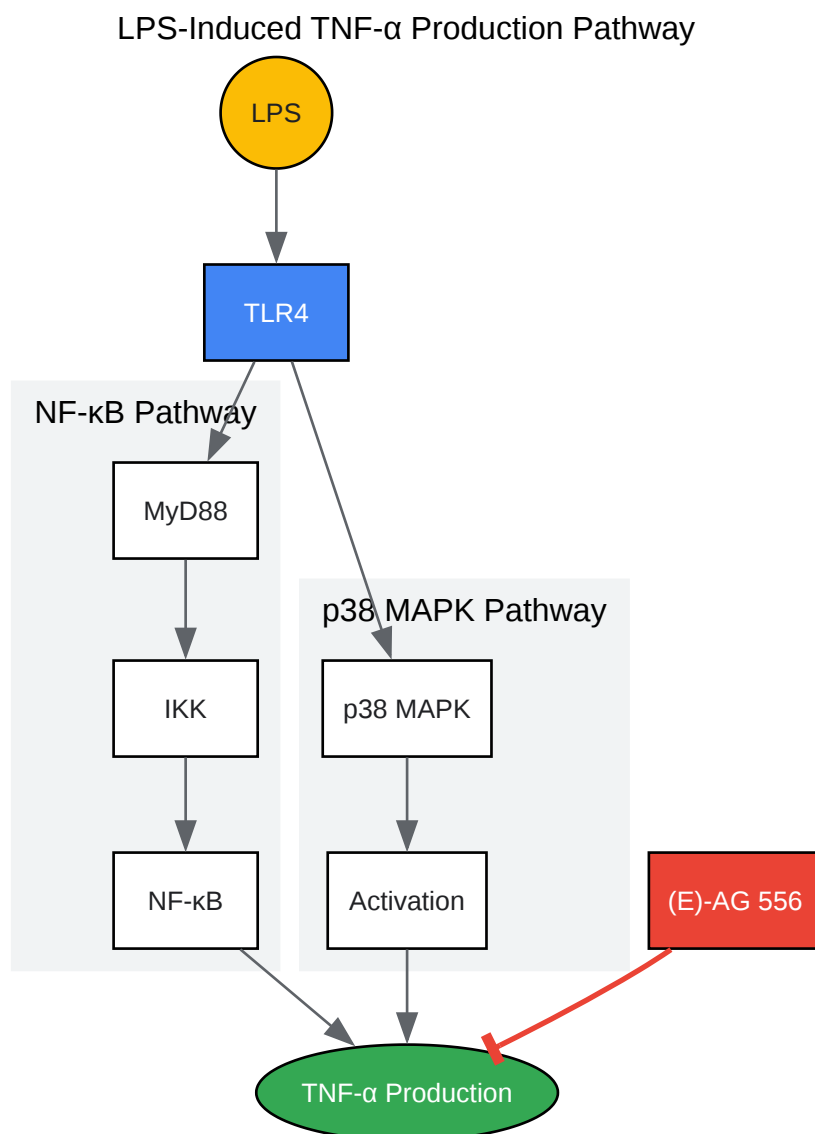 LPS-Induced TNF-α Production Pathway
LPS
TLR4
NF-κB Pathway
MyD88
p38 MAPK Pathway
IKK
p38 MAPK
NF-κB
Activation
(E)-AG 556
TNF-α Production